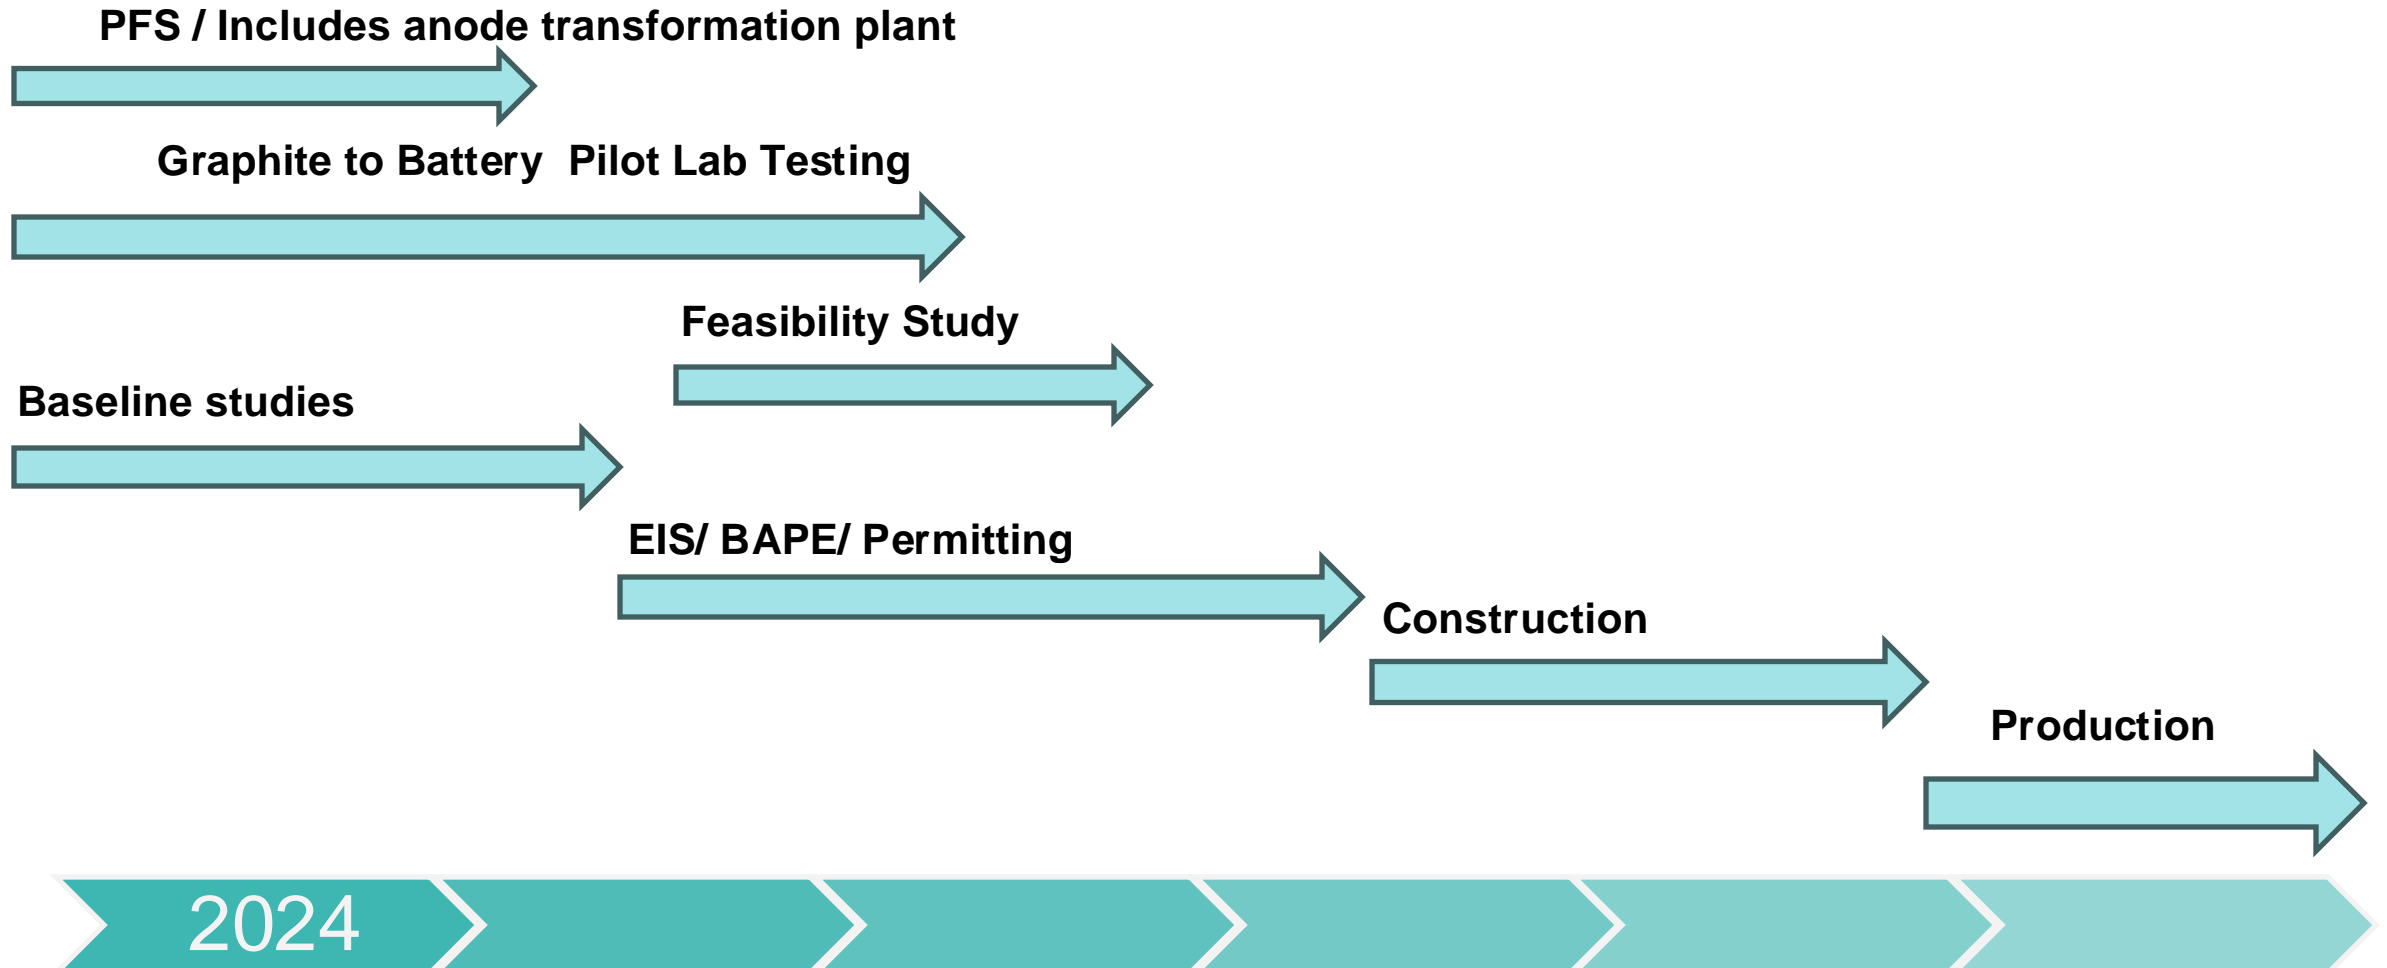 PFS / Includes anode transformation plant
Graphite to Battery  Pilot Lab Testing
Feasibility Study
Baseline studies
EIS/ BAPE/ Permitting
Construction
Production
2024